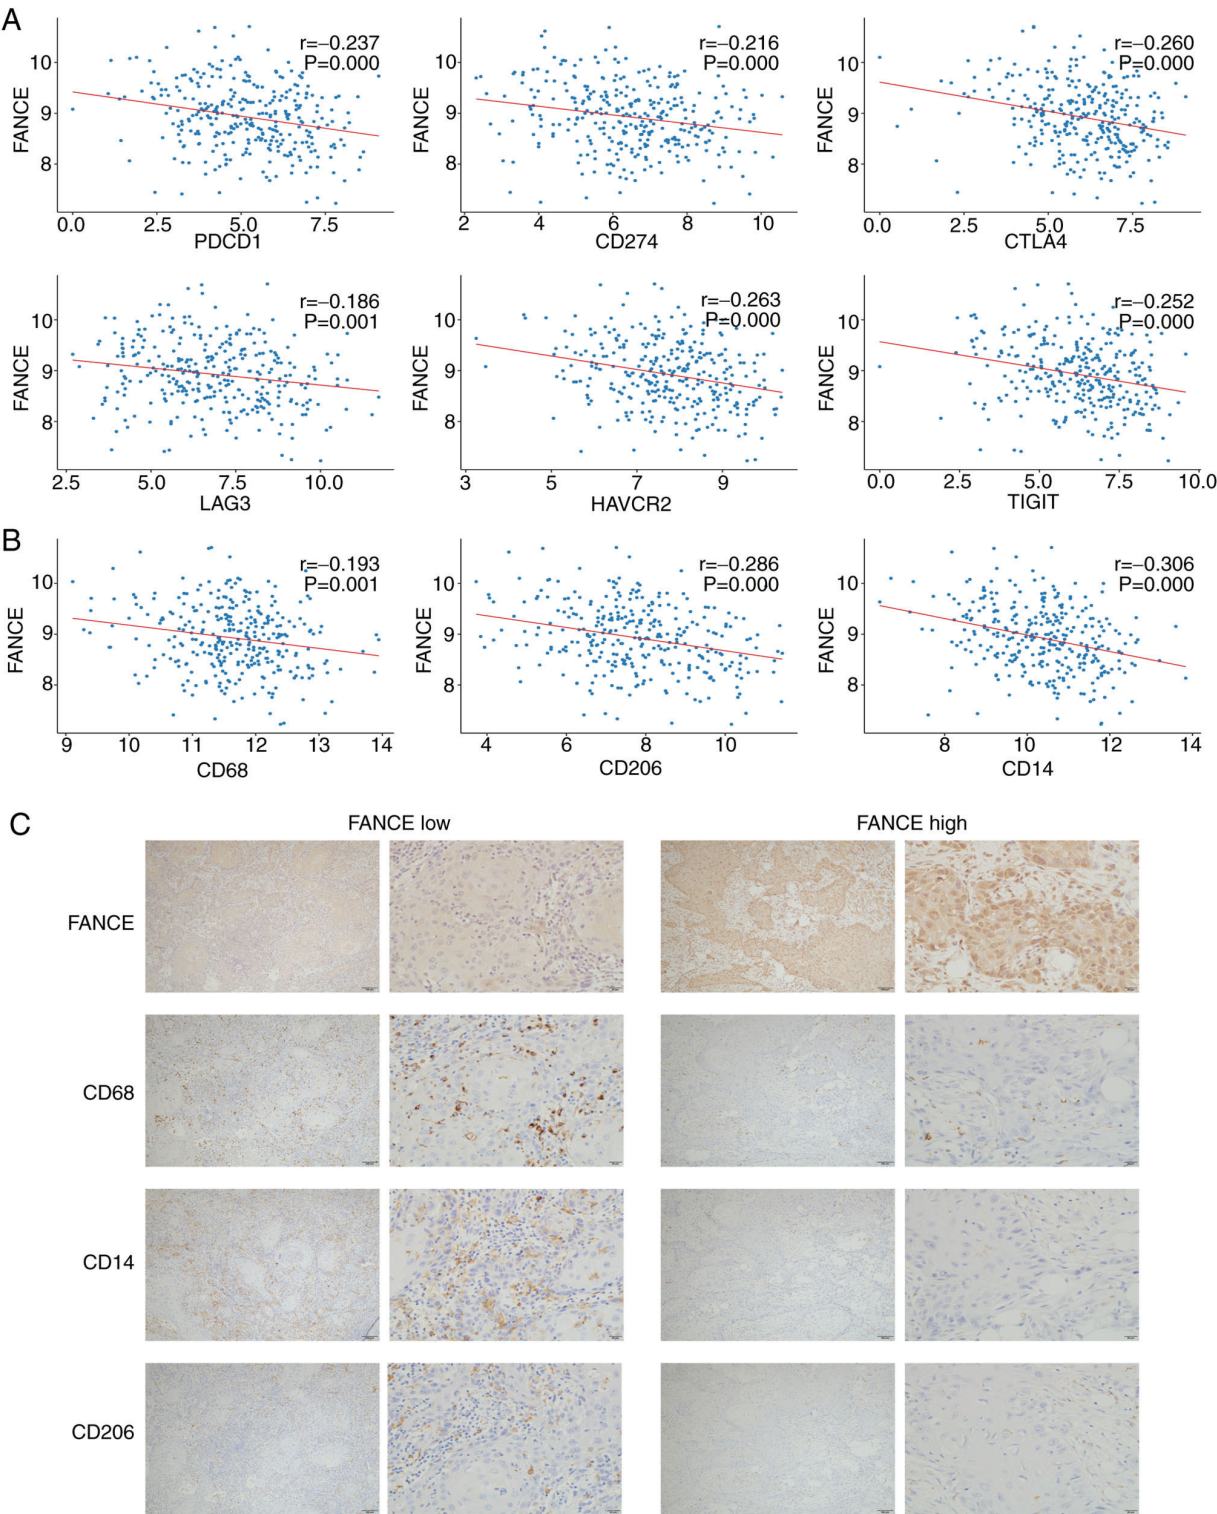 A
r=−0.237
P=0.000
10
9
8
FANCE
0.0 2.5 5.0 7.5
PDCD1
r=−0.216
P=0.000
10
9
8
FANCE
2 4 6 8 10
CD274
r=−0.260
P=0.000
10
9
8
FANCE
0.0 2.5 5.0 7.5
CTLA4
r=−0.186
P=0.001
10
9
8
FANCE
2.5 5.0 7.5 10.0
LAG3
r=−0.263
P=0.000
10
9
8
FANCE
3 5 7 9
HAVCR2
r=−0.252
P=0.000
10
9
8
FANCE
0.0 2.5 5.0 7.5 10.0
TIGIT
B
r=−0.193
P=0.001
10
9
8
FANCE
9 10 11 12 13 14
CD68
r=−0.286
P=0.000
10
9
8
FANCE
4 6 8 10
CD206
r=−0.306
P=0.000
10
9
8
FANCE
8 10 12 14
CD14
C
FANCE low FANCE high
FANCE
CD68
CD14
CD206